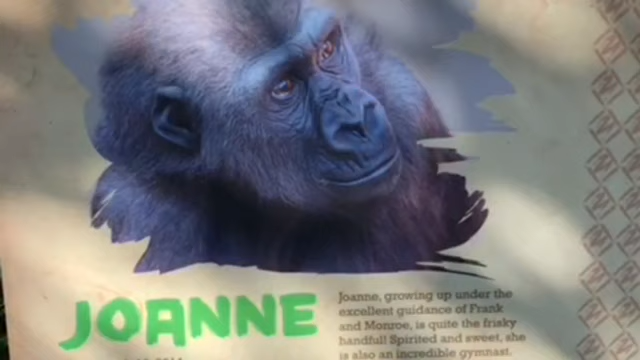 JOANNE
Joanne, growing up under the
excellent guidance of Frank
and Monroe, is quite the frisky
handful! Spirited and sweet, she
is also an incredible gymnast.